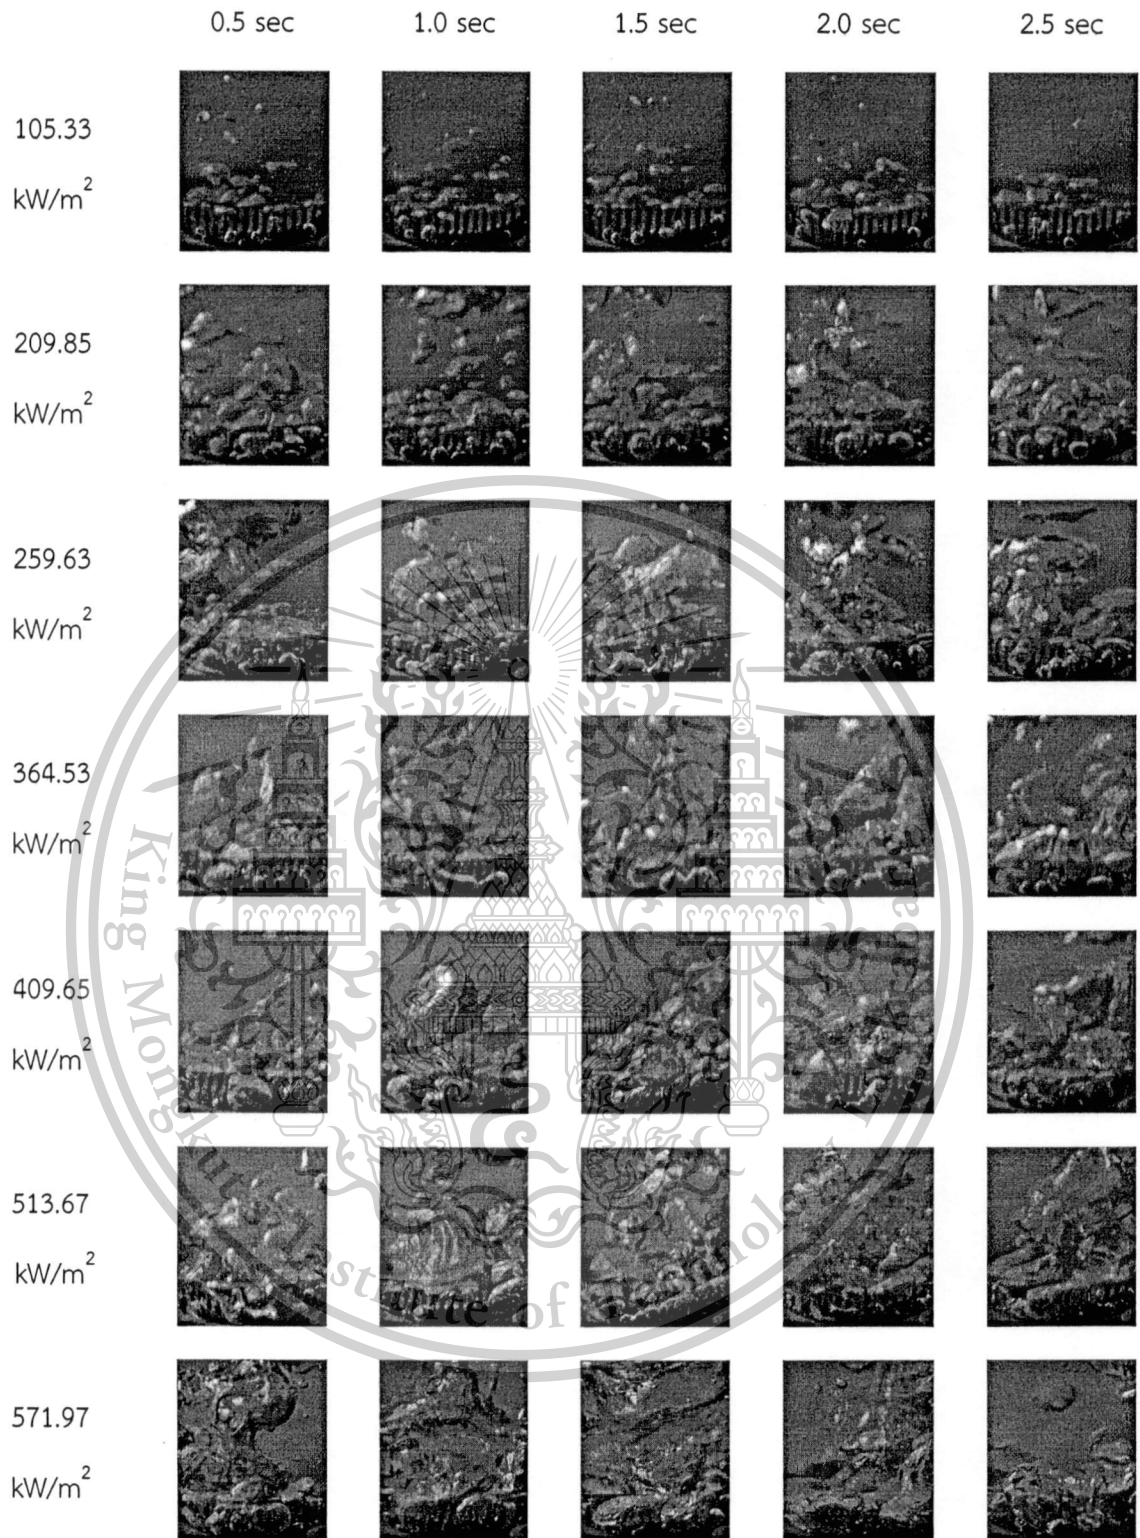 0.5 sec 1.0 sec 1.5 sec 2.0 sec 2.5 sec
105.33
kW/m²
209.85
kW/m²
259.63
kW/m²
364.53
kW/m²
409.65
kW/m²
513.67
kW/m²
571.97
kW/m²
King Mongkut's Institute of Technology